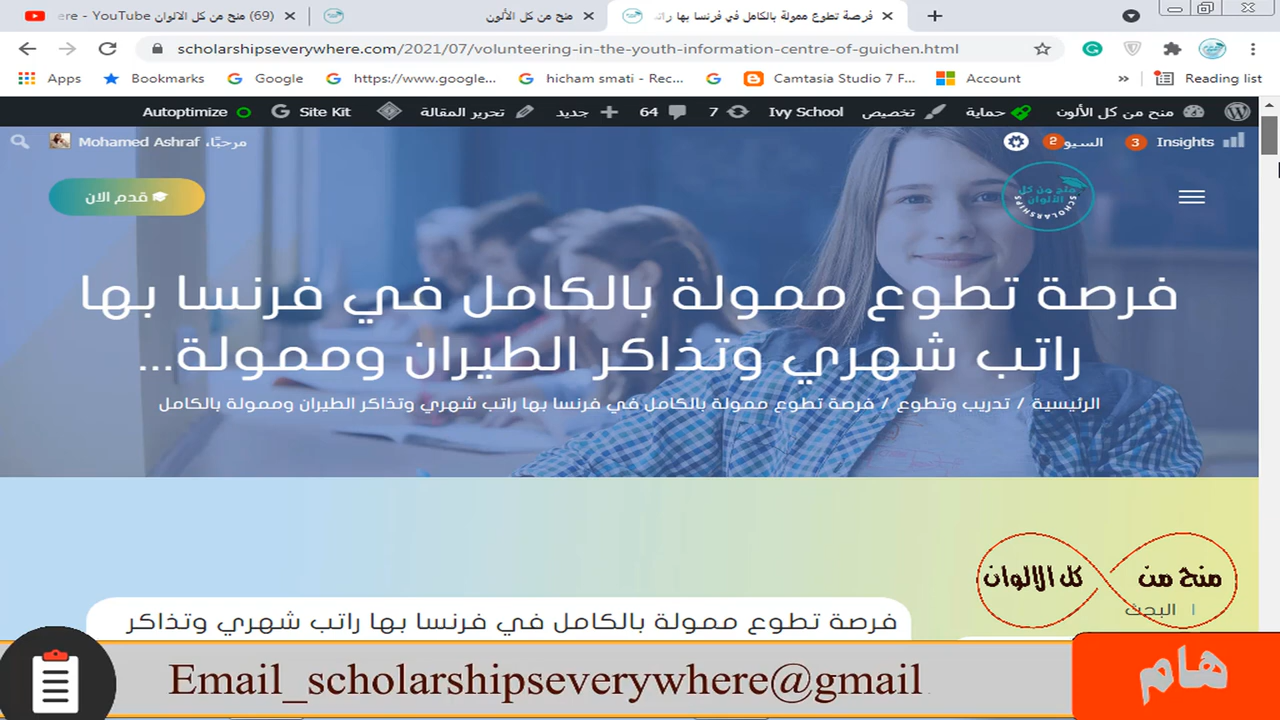 ere - YouTube منح من كل الالوان (69)
منح من كل الألون
فرصة تطوع ممولة بالكامل في فرنسا بها
scholarshipseverywhere.com/2021/07/volunteering-in-the-youth-information-centre-of-guichen.html
Apps Bookmarks Google https://www.google... hicham smati - Rec... Camtasia Studio 7 F... Account » Reading list
منح من كل الألون حماية تخصيص Ivy School 7 64 جديد تحرير المقالة Site Kit Autoptimize
Insights 3 السيو 2 مرحبًا، Mohamed Ashraf
قدم الان
منح من كل
الألوان
SCHOLARSHIPS
فرصة تطوع ممولة بالكامل في فرنسا بها
راتب شهري وتذاكر الطيران وممولة...
الرئيسية / تدريب وتطوع / فرصة تطوع ممولة بالكامل في فرنسا بها راتب شهري وتذاكر الطيران وممولة بالكامل
منح من كل الالوان
البحث
فرصة تطوع ممولة بالكامل في فرنسا بها راتب شهري وتذاكر
Email_scholarshipseverywhere@gmail
هام